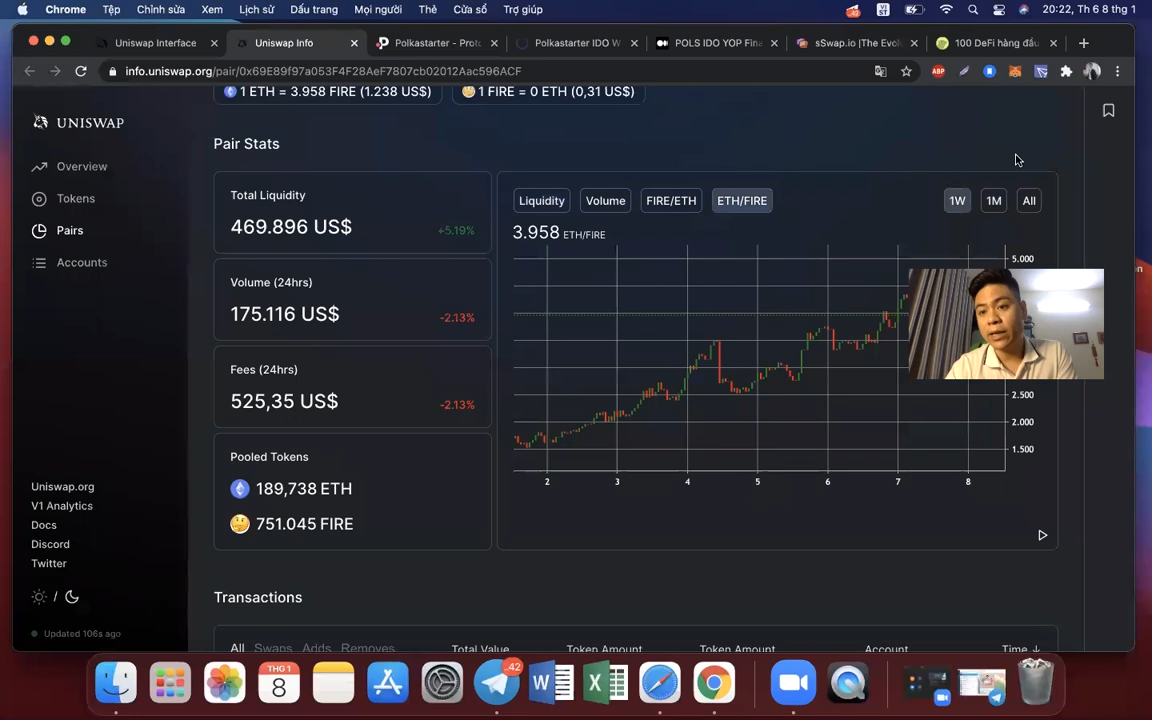 Chrome Tệp Chỉnh sửa Xem Lịch sử Dấu trang Mọi người Thẻ Cửa sổ Trợ giúp
20:22, Th 6 8 thg 1
Uniswap Interface
Uniswap Info
Polkastarter - Prot
Polkastarter IDO W
POLS IDO YOP Fina
sSwap.io |The Evol
100 DeFi hàng đầu
info.uniswap.org/pair/0x69E89f97a053F4F28AeF7807cb02012Aac596ACF
1 ETH = 3.958 FIRE (1.238 US$) 1 FIRE = 0 ETH (0,31 US$)
UNISWAP
Overview
Tokens
Pairs
Accounts
Uniswap.org
V1 Analytics
Docs
Discord
Twitter
/
Updated 106s ago
Pair Stats
Total Liquidity
469.896 US$ +5.19%
Volume (24hrs)
175.116 US$ -2.13%
Fees (24hrs)
525,35 US$ -2.13%
Pooled Tokens
189,738 ETH
751.045 FIRE
Liquidity Volume FIRE/ETH ETH/FIRE 1W 1M All
3.958 ETH/FIRE
5.000
2.500
2.000
1.500
2 3 4 5 6 7 8
Transactions
All Swaps Adds Removes Total Value Token Amount Token Amount Account Time ↓
THG 1
8
42